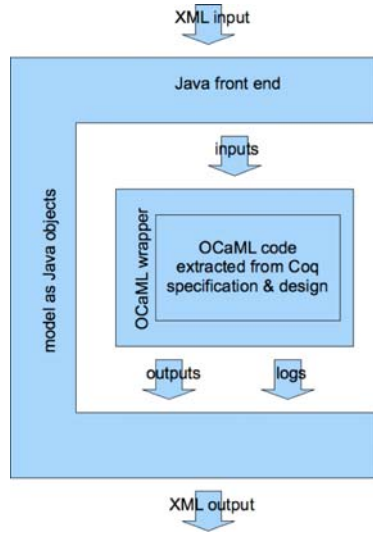 XML input
Java front end
inputs
model as Java objects
OCaML wrapper
OCaML code
extracted from Coq
specification & design
outputs
logs
XML output